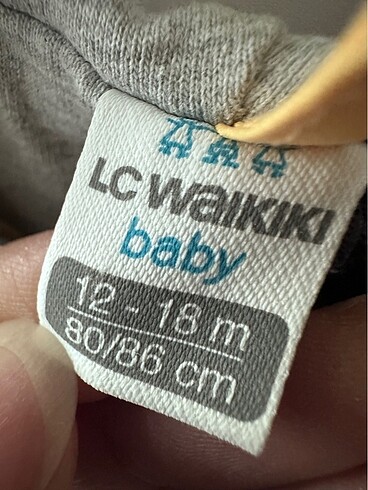 LC WAIKIKI
baby
12 - 18 m
80/86 cm